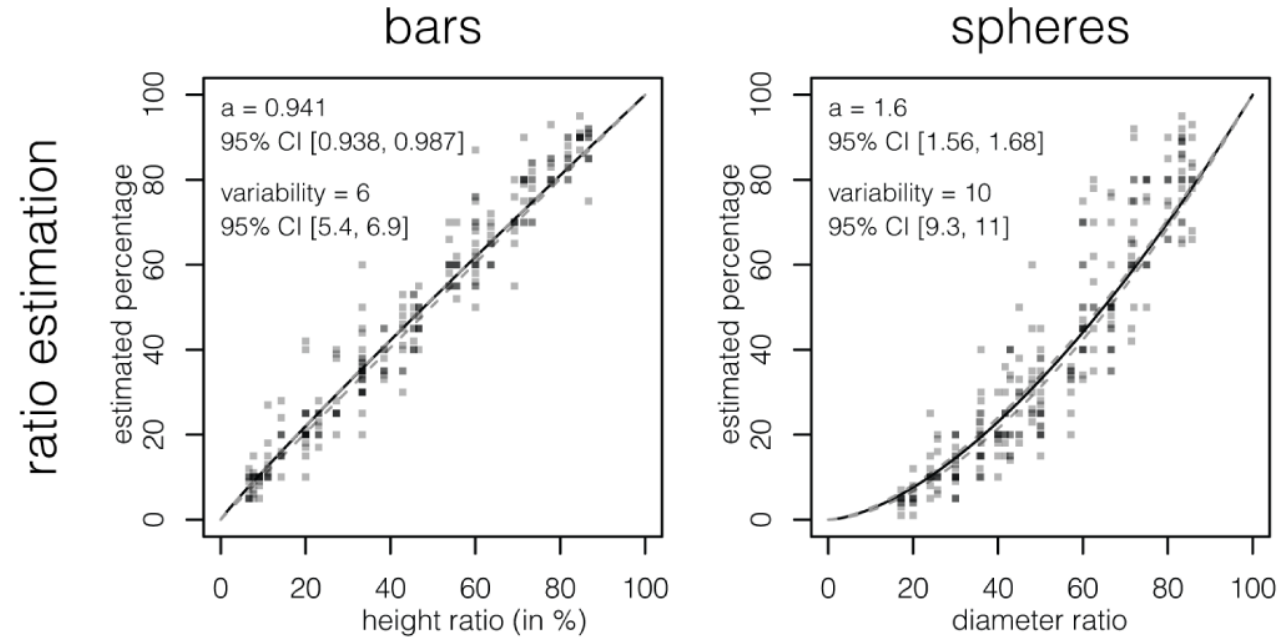 bars
spheres
ratio estimation
estimated percentage
100
80
60
40
20
0
a = 0.941
95% CI [0.938, 0.987]
variability = 6
95% CI [5.4, 6.9]
0 20 40 60 80 100
height ratio (in %)
estimated percentage
100
80
60
40
20
0
a = 1.6
95% CI [1.56, 1.68]
variability = 10
95% CI [9.3, 11]
0 20 40 60 80 100
diameter ratio